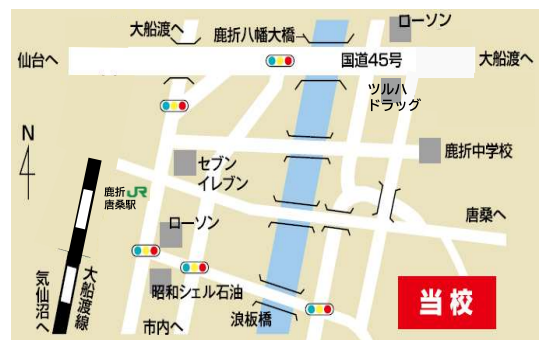 大船渡へ
鹿折八幡大橋
ローソン
仙台へ
国道45号
大船渡へ
ツルハ
ドラッグ
N
鹿折中学校
セブン
イレブン
鹿折
JR
唐桑駅
唐桑へ
ローソン
昭和シェル石油
当校
大船渡線
気仙沼へ
市内へ
浪板橋